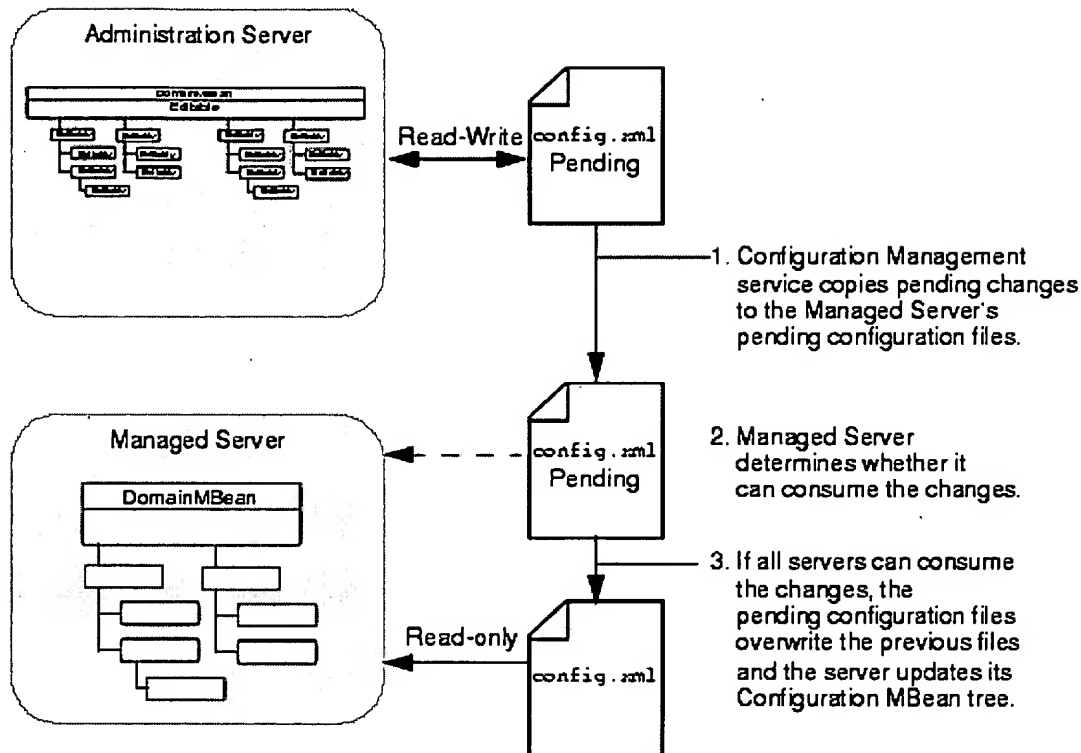 Administration Server
DomainMBean
Editable
Read-Write
config.xml
Pending
1. Configuration Management
service copies pending changes
to the Managed Server's
pending configuration files.
Managed Server
DomainMBean
config.xml
Pending
2. Managed Server
determines whether it
can consume the changes.
3. If all servers can consume
the changes, the
pending configuration files
overwrite the previous files
and the server updates its
Configuration MBean tree.
Read-only
config.xml